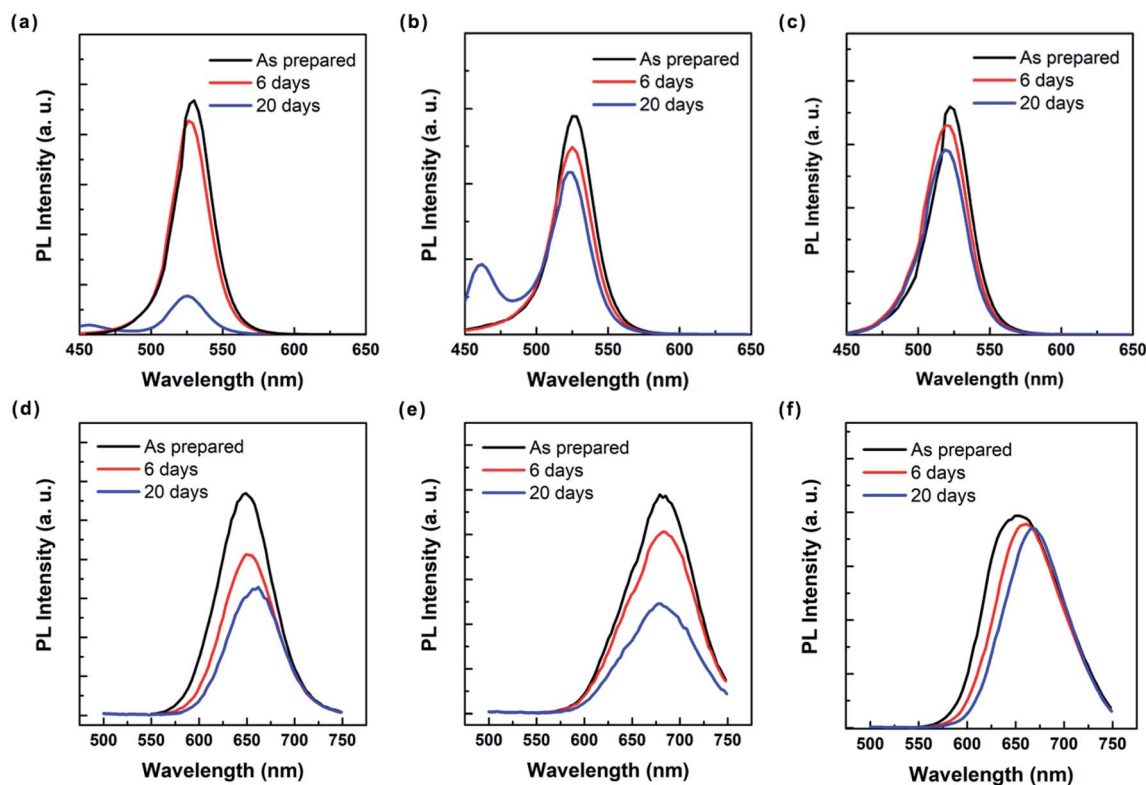 (a)
PL Intensity (a. u.)
As prepared
6 days
20 days
450 500 550 600 650
Wavelength (nm)
(b)
PL Intensity (a. u.)
As prepared
6 days
20 days
450 500 550 600 650
Wavelength (nm)
(c)
PL Intensity (a. u.)
As prepared
6 days
20 days
450 500 550 600 650
Wavelength (nm)
(d)
PL Intensity (a. u.)
As prepared
6 days
20 days
500 550 600 650 700 750
Wavelength (nm)
(e)
PL Intensity (a. u.)
As prepared
6 days
20 days
500 550 600 650 700 750
Wavelength (nm)
(f)
PL Intensity (a. u.)
As prepared
6 days
20 days
500 550 600 650 700 750
Wavelength (nm)